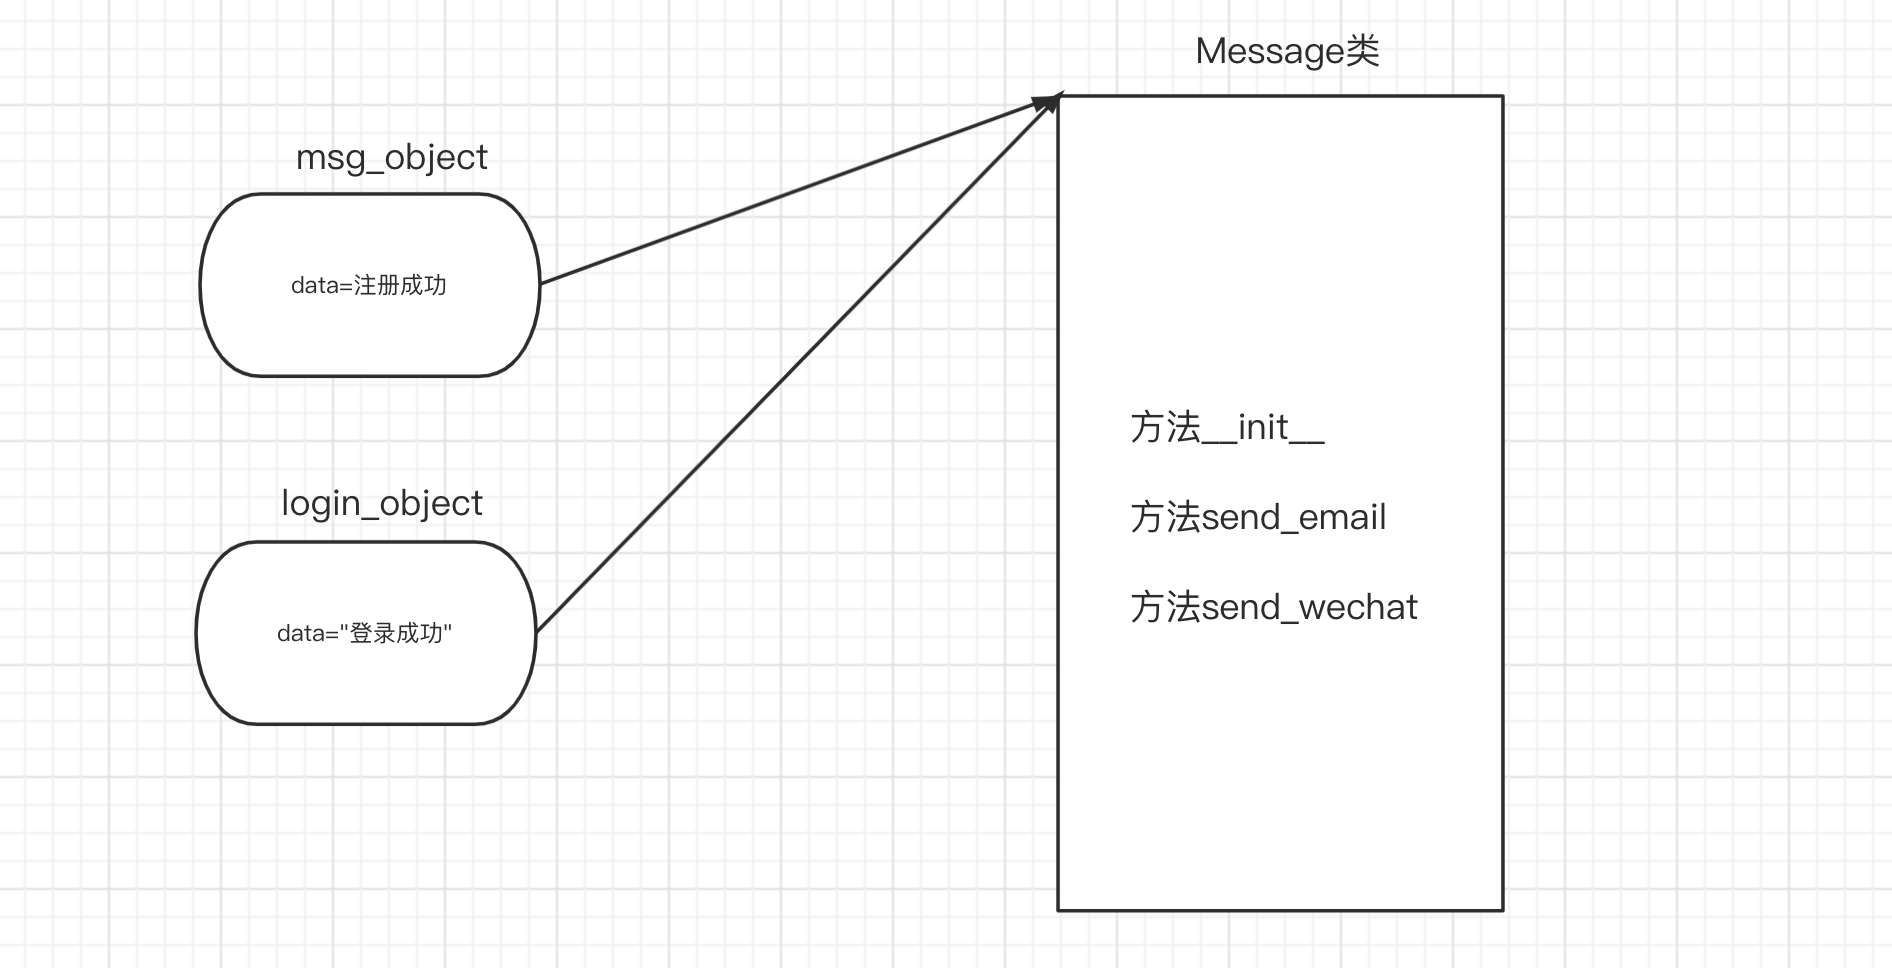 Message类
msg_object
data=注册成功
方法__init__
login_object
方法send_email
方法send_wechat
data="登录成功"